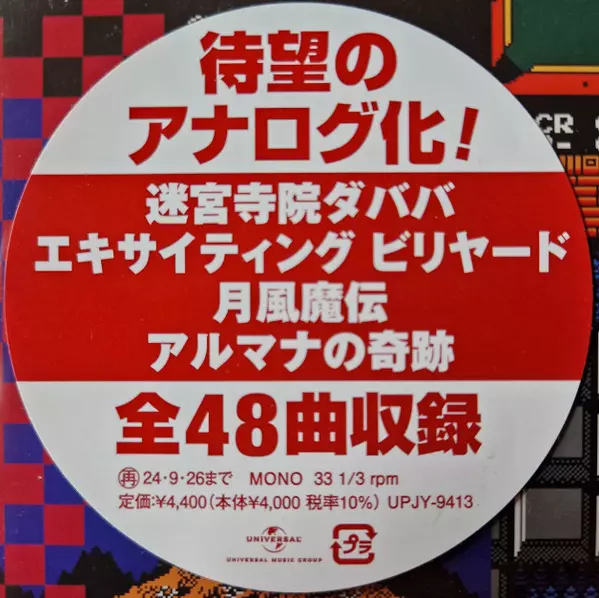 待望の
アナログ化!
迷宮寺院ダババ
エキサイティング ビリヤード
月風魔伝
アルマナの奇跡
全48曲収録
再 24・9・26まで MONO 33 1/3 rpm
定価:¥4,400(本体¥4,000 税率10%) UPJY-9413
UNIVERSAL
UNIVERSAL MUSIC GROUP
プラ
CR